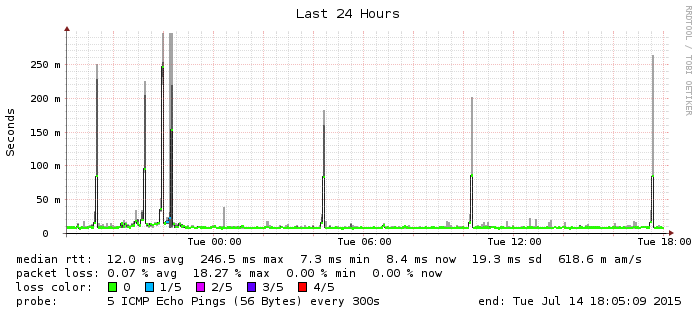 Last 24 Hours
RRDTOOL / TOBI OETIKER
Seconds
250 m
200 m
150 m
100 m
50 m
0
Tue 00:00 Tue 06:00 Tue 12:00 Tue 18:00
median rtt: 12.0 ms avg 246.5 ms max 7.3 ms min 8.4 ms now 19.3 ms sd 618.6 m am/s
packet loss: 0.07 % avg 18.27 % max 0.00 % min 0.00 % now
loss color: 0 1/5 2/5 3/5 4/5
probe: 5 ICMP Echo Pings (56 Bytes) every 300s end: Tue Jul 14 18:05:09 2015